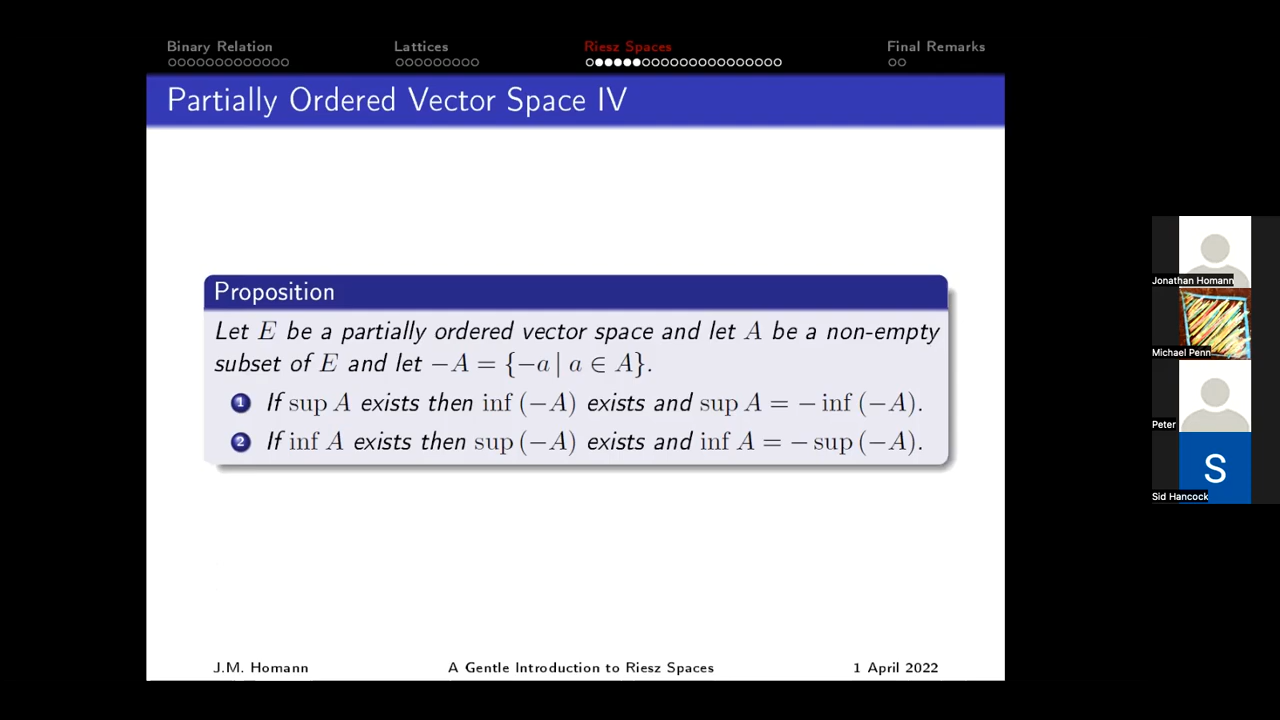 Binary Relation Lattices Riesz Spaces Final Remarks
Partially Ordered Vector Space IV
Proposition
Let E be a partially ordered vector space and let A be a non-empty
subset of E and let −A = {−a | a ∈ A}.
1 If sup A exists then inf (−A) exists and sup A = − inf (−A).
2 If inf A exists then sup (−A) exists and inf A = − sup (−A).
J.M. Homann A Gentle Introduction to Riesz Spaces 1 April 2022
Jonathan Homann
Michael Penn
Peter
S
Sid Hancock